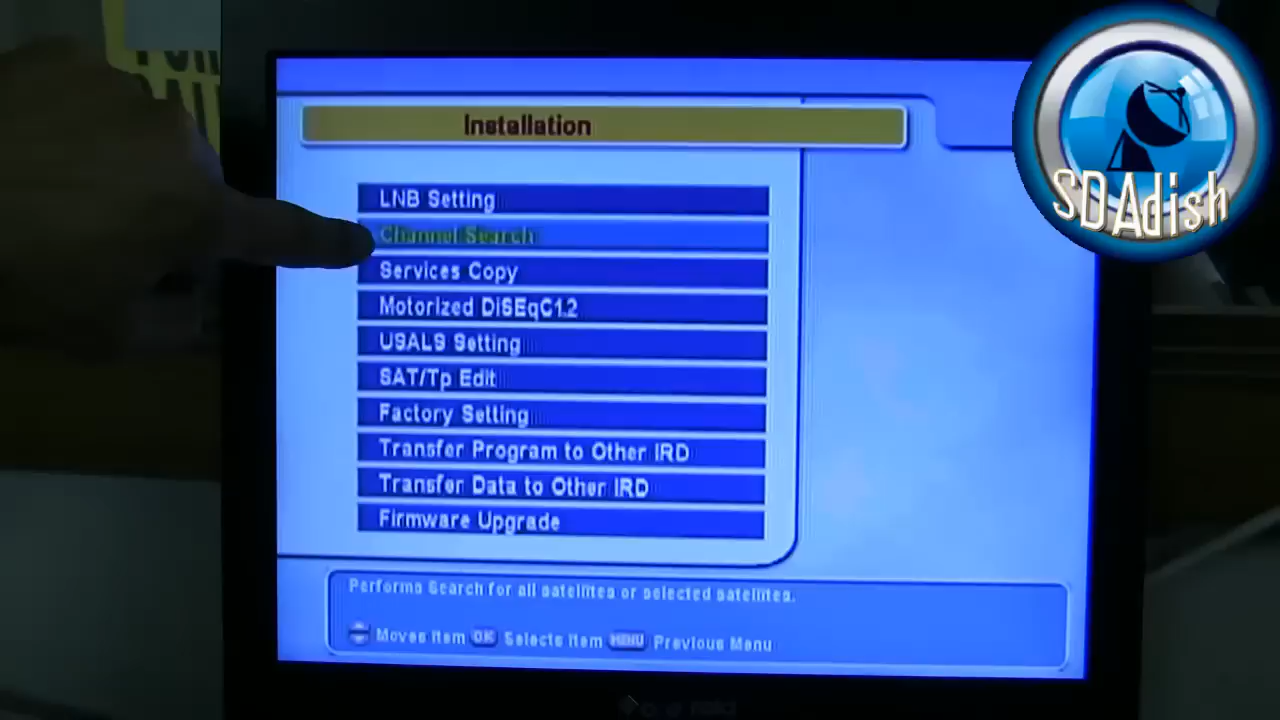 SDAdish
Installation
LNB Setting
Channel Search
Services Copy
Motorized DiSEqC1.2
USALS Setting
SAT/Tp Edit
Factory Setting
Transfer Program to Other IRD
Transfer Data to Other IRD
Firmware Upgrade
Performs Search for all satellites or selected satellites.
Moves Item OK Selects Item MENU Previous Menu